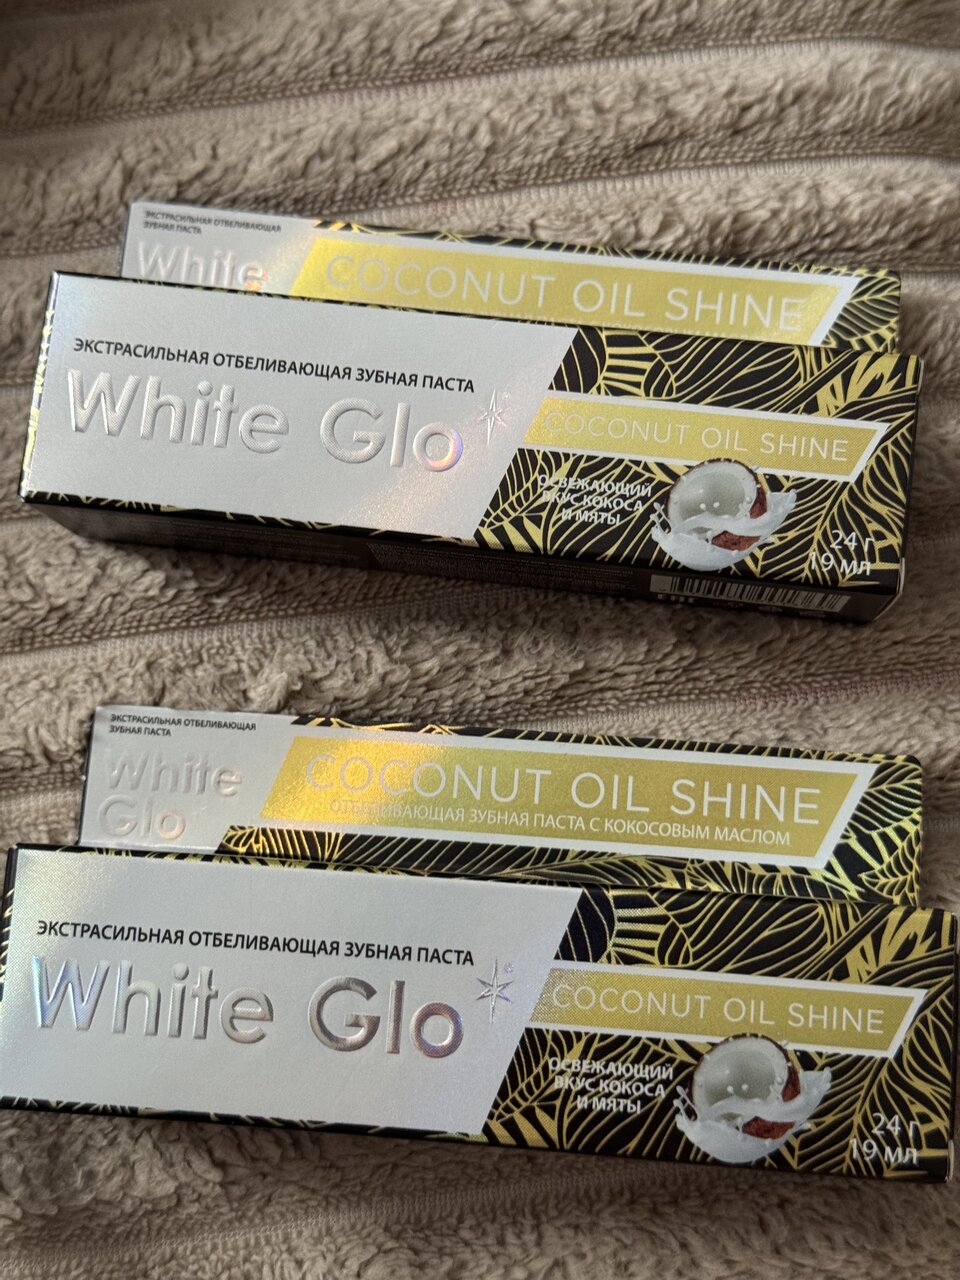 ЭКСТРАСИЛЬНАЯ ОТБЕЛИВАЮЩАЯ
ЗУБНАЯ ПАСТА
White
COCONUT OIL SHINE
ЭКСТРАСИЛЬНАЯ ОТБЕЛИВАЮЩАЯ ЗУБНАЯ ПАСТА
White Glo
COCONUT OIL SHINE
ОСВЕЖАЮЩИЙ
ВКУС КОКОСА
И МЯТЫ
24 г
19 мл
EAC
ЭКСТРАСИЛЬНАЯ ОТБЕЛИВАЮЩАЯ
ЗУБНАЯ ПАСТА
White
Glo
COCONUT OIL SHINE
ОТБЕЛИВАЮЩАЯ ЗУБНАЯ ПАСТА С КОКОСОВЫМ МАСЛОМ
ЭКСТРАСИЛЬНАЯ ОТБЕЛИВАЮЩАЯ ЗУБНАЯ ПАСТА
White Glo
COCONUT OIL SHINE
ОСВЕЖАЮЩИЙ
ВКУС КОКОСА
И МЯТЫ
24 г
19 мл